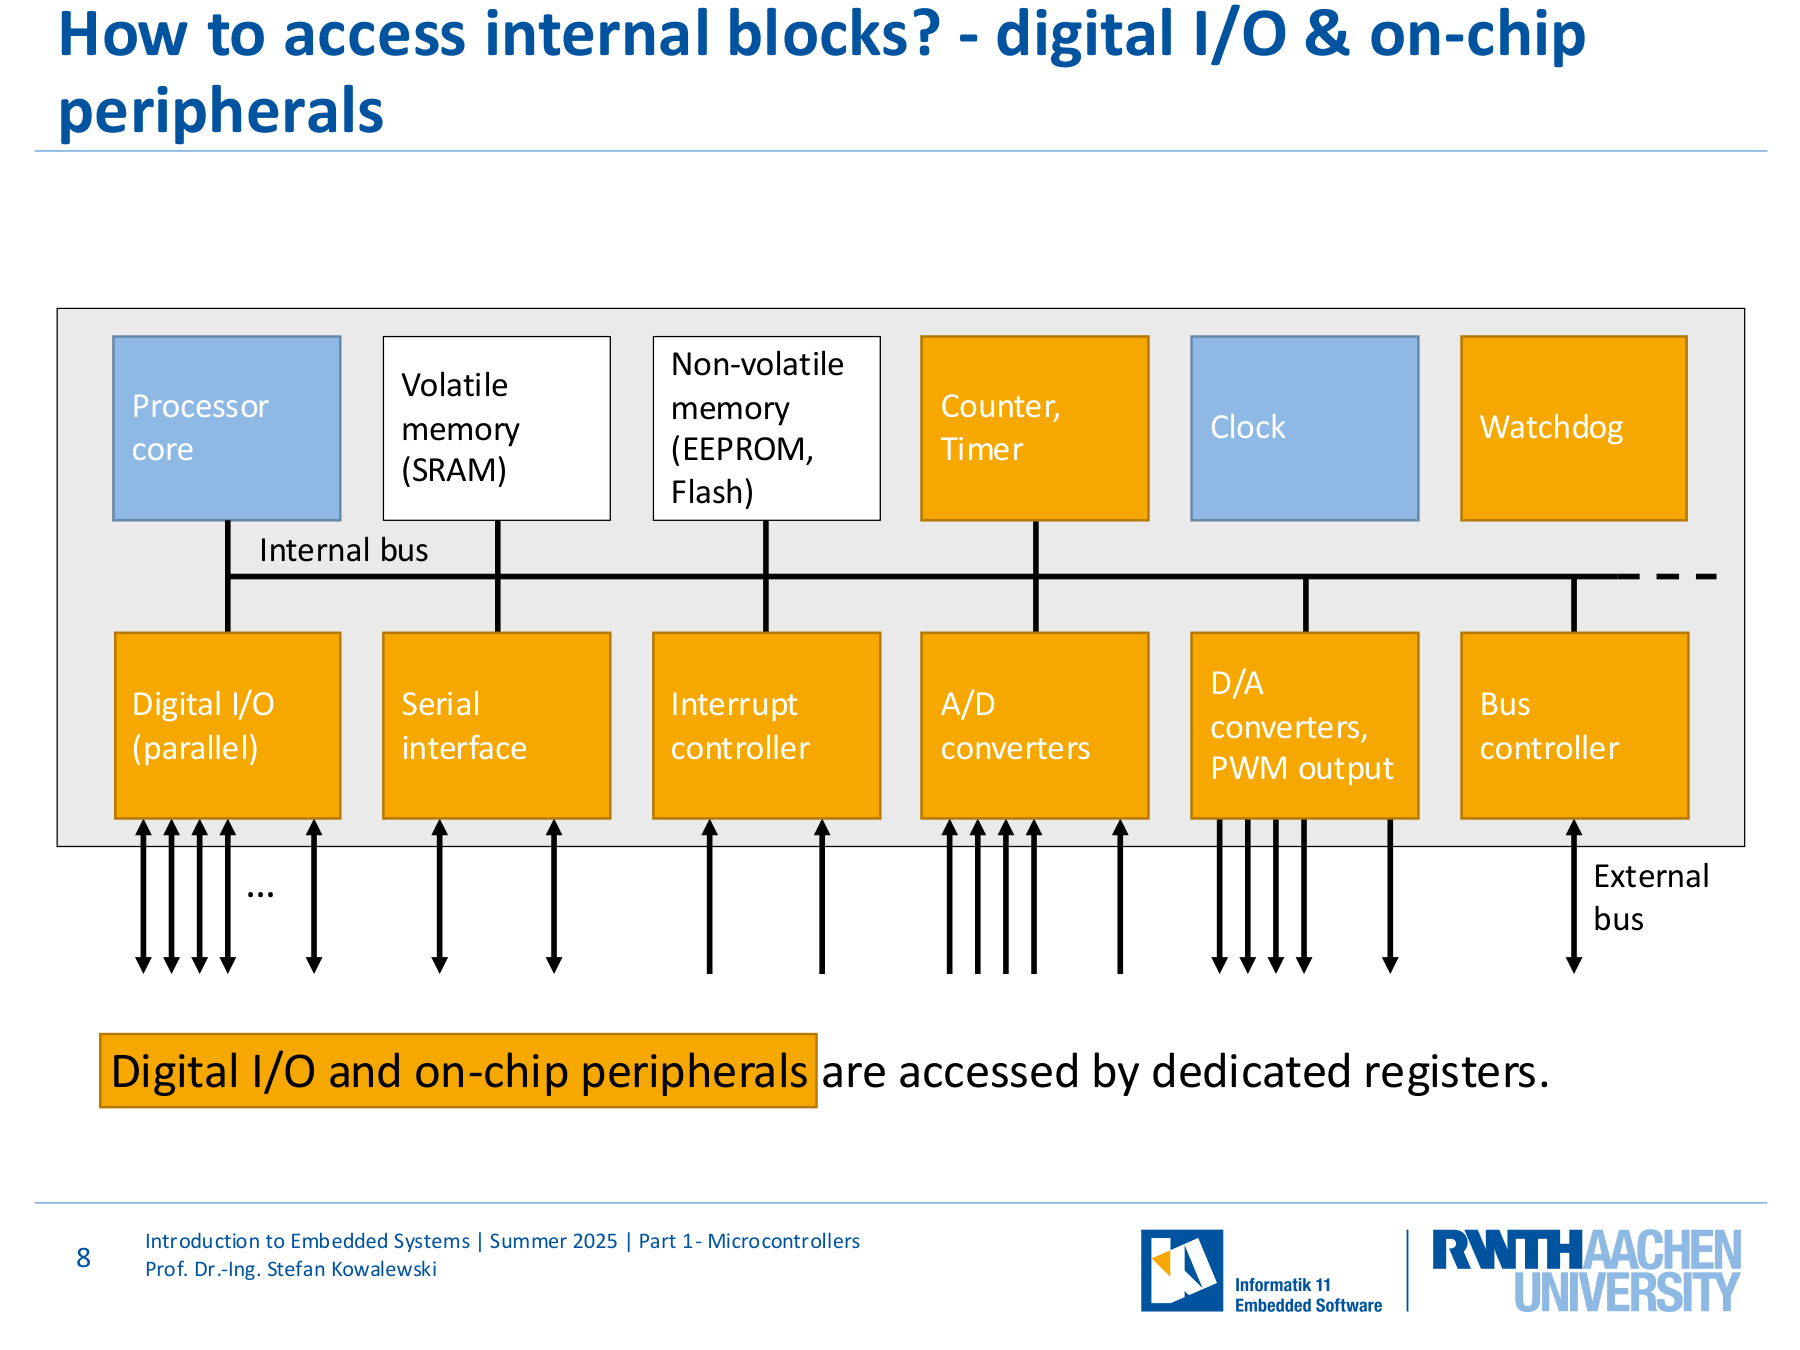 How to access internal blocks? - digital I/O & on-chip
peripherals
Processor
core
Volatile
memory
(SRAM)
Non-volatile
memory
(EEPROM,
Flash)
Counter,
Timer
Clock
Watchdog
Internal bus
Digital I/O
(parallel)
Serial
interface
Interrupt
controller
A/D
converters
D/A
converters,
PWM output
Bus
controller
...
External
bus
Digital I/O and on-chip peripherals are accessed by dedicated registers.
8
Introduction to Embedded Systems | Summer 2025 | Part 1- Microcontrollers
Prof. Dr.-Ing. Stefan Kowalewski
Informatik 11
Embedded Software
RWTHAACHEN
UNIVERSITY